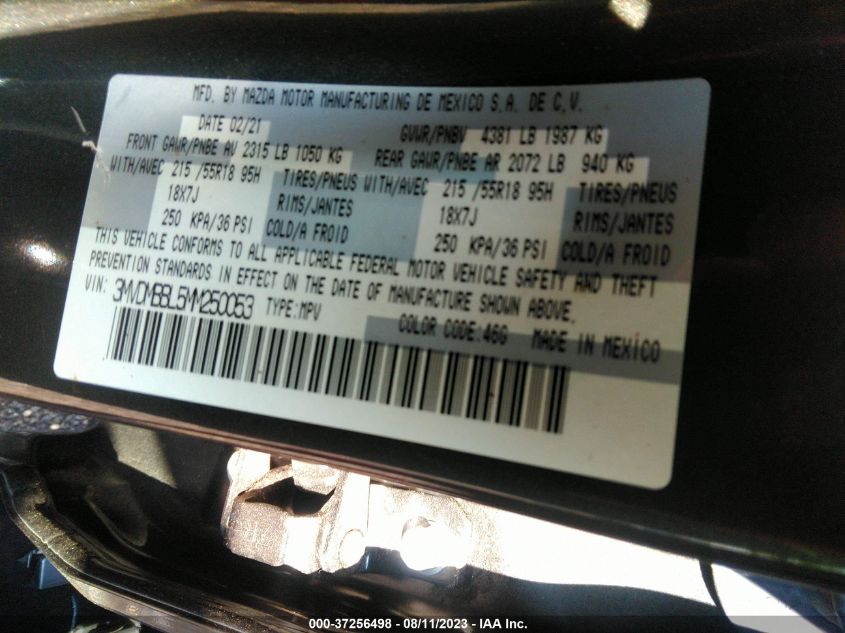 MFD. BY MAZDA MOTOR MANUFACTURING DE MEXICO S.A. DE C.V.
DATE 02/21 GVWR/PNBV 4381 LB 1987 KG
FRONT GAWR/PNBE AV 2315 LB 1050 KG REAR GAWR/PNBE AR 2072 LB 940 KG
WITH/AVEC 215 /55R18 95H TIRES/PNEUS WITH/AVEC 215 /55R18 95H TIRES/PNEUS
18X7J RIMS/JANTES 18X7J RIMS/JANTES
250 KPA/36 PSI COLD/A FROID 250 KPA/36 PSI COLD/A FROID
THIS VEHICLE CONFORMS TO ALL APPLICABLE FEDERAL MOTOR VEHICLE SAFETY AND THEFT
PREVENTION STANDARDS IN EFFECT ON THE DATE OF MANUFACTURE SHOWN ABOVE.
VIN: 3MVDMBBL5MM250053 TYPE:MPV
COLOR CODE:46G MADE IN MEXICO
000-37256498 - 08/11/2023 - IAA Inc.